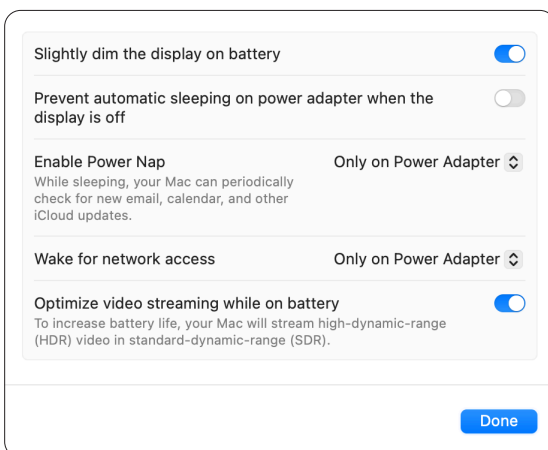 Slightly dim the display on battery
Prevent automatic sleeping on power adapter when the
display is off
Enable Power Nap
Only on Power Adapter
While sleeping, your Mac can periodically
check for new email, calendar, and other
iCloud updates.
Wake for network access
Only on Power Adapter
Optimize video streaming while on battery
To increase battery life, your Mac will stream high-dynamic-range
(HDR) video in standard-dynamic-range (SDR).
Done